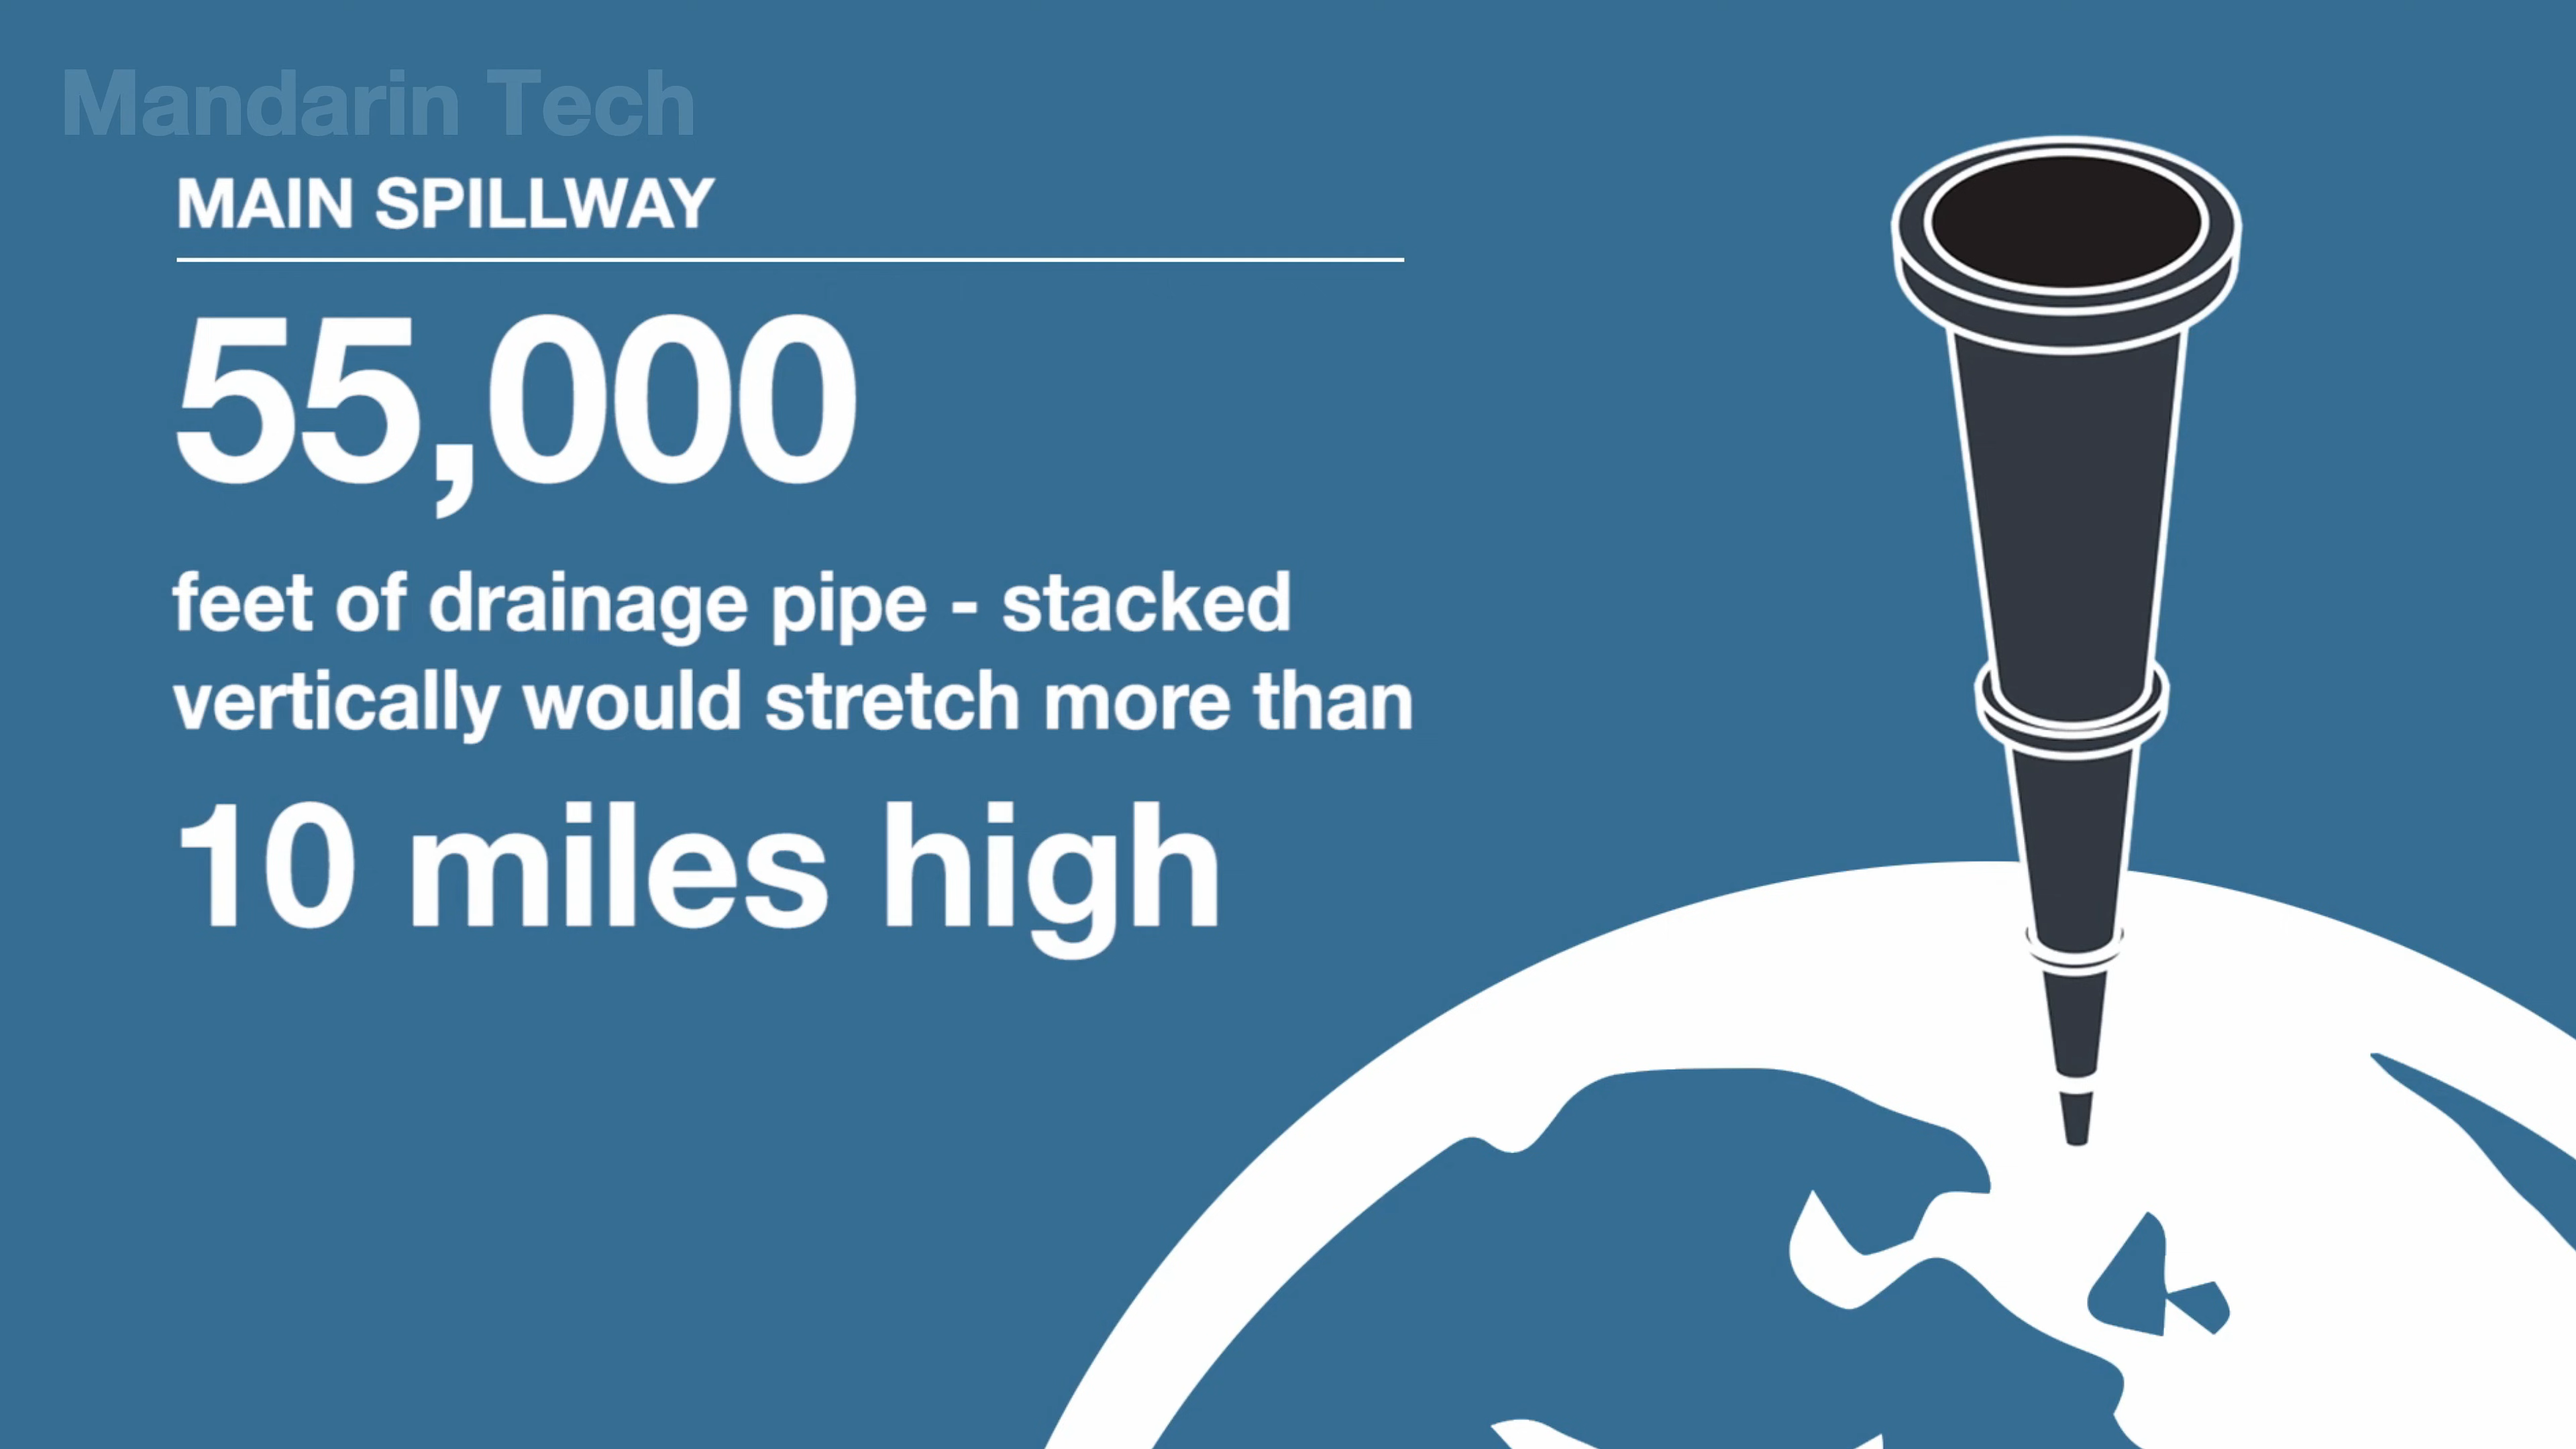 Mandarin Tech
MAIN SPILLWAY
55,000
feet of drainage pipe - stacked
vertically would stretch more than
10 miles high